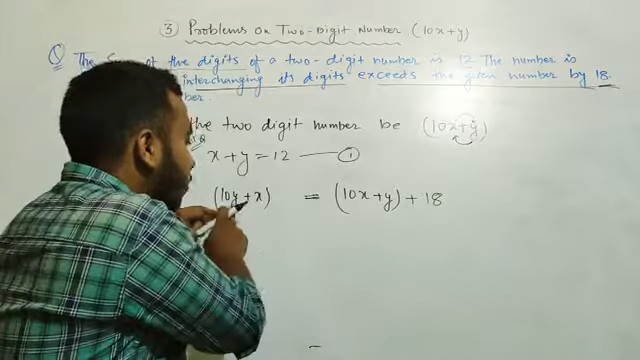 ③ Problems on Two-Digit Number (10x+y)
Q The of the digits of a two-digit number is 12. The number is
interchanging its digits exceeds the given number by 18.
the two digit number be (10x+y)
x+y=12 —— ①
(10y+x) = (10x+y)+18